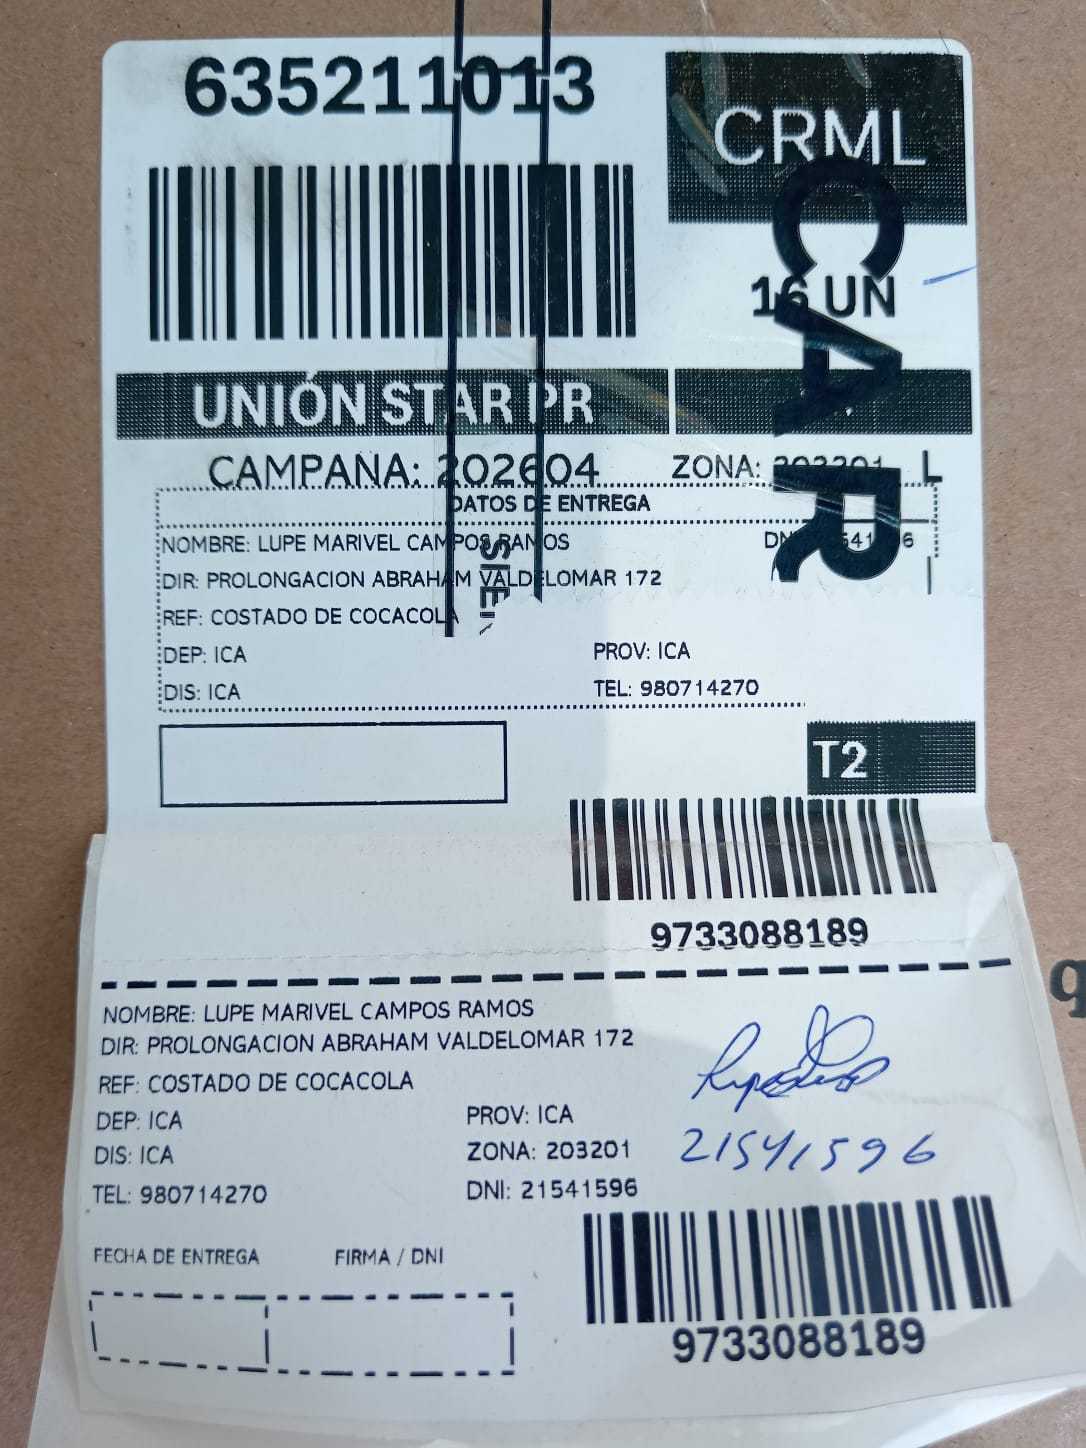 635211013
CRML
CAR
16 UN
UNIÓN STAR PR
CAMPAÑA: 202604 ZONA: 203201 L
DATOS DE ENTREGA
NOMBRE: LUPE MARIVEL CAMPOS RAMOS
DIR: PROLONGACION ABRAHAM VALDELOMAR 172
REF: COSTADO DE COCACOLA
DEP: ICA PROV: ICA
DIS: ICA TEL: 980714270
T2
9733088189
NOMBRE: LUPE MARIVEL CAMPOS RAMOS
DIR: PROLONGACION ABRAHAM VALDELOMAR 172
REF: COSTADO DE COCACOLA
DEP: ICA PROV: ICA
DIS: ICA ZONA: 203201
TEL: 980714270 DNI: 21541596
21541596
FECHA DE ENTREGA FIRMA / DNI
9733088189